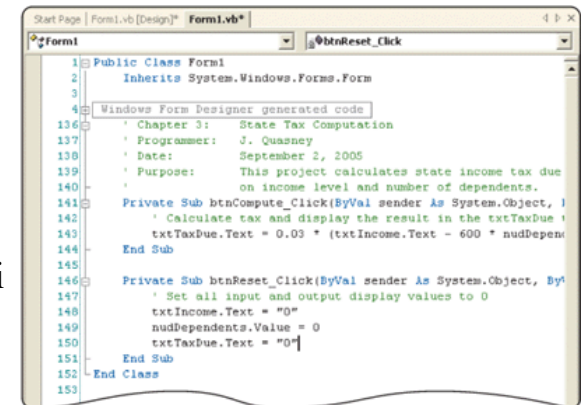 Start Page | Form1.vb [Design]* Form1.vb*
Form1 btnReset_Click
1 Public Class Form1
2 Inherits System.Windows.Forms.Form
3
4 Windows Form Designer generated code
136 ' Chapter 3: State Tax Computation
137 ' Programmer: J. Quasney
138 ' Date: September 2, 2005
139 ' Purpose: This project calculates state income tax due
140 ' on income level and number of dependents.
141 Private Sub btnCompute_Click(ByVal sender As System.Object,
142 ' Calculate tax and display the result in the txtTaxDue
143 txtTaxDue.Text = 0.03 * (txtIncome.Text - 600 * nudDepend
144 End Sub
145
i
146 Private Sub btnReset_Click(ByVal sender As System.Object, ByV
147 ' Set all input and output display values to 0
148 txtIncome.Text = "0"
149 nudDependents.Value = 0
150 txtTaxDue.Text = "0"
151 End Sub
152 End Class
153